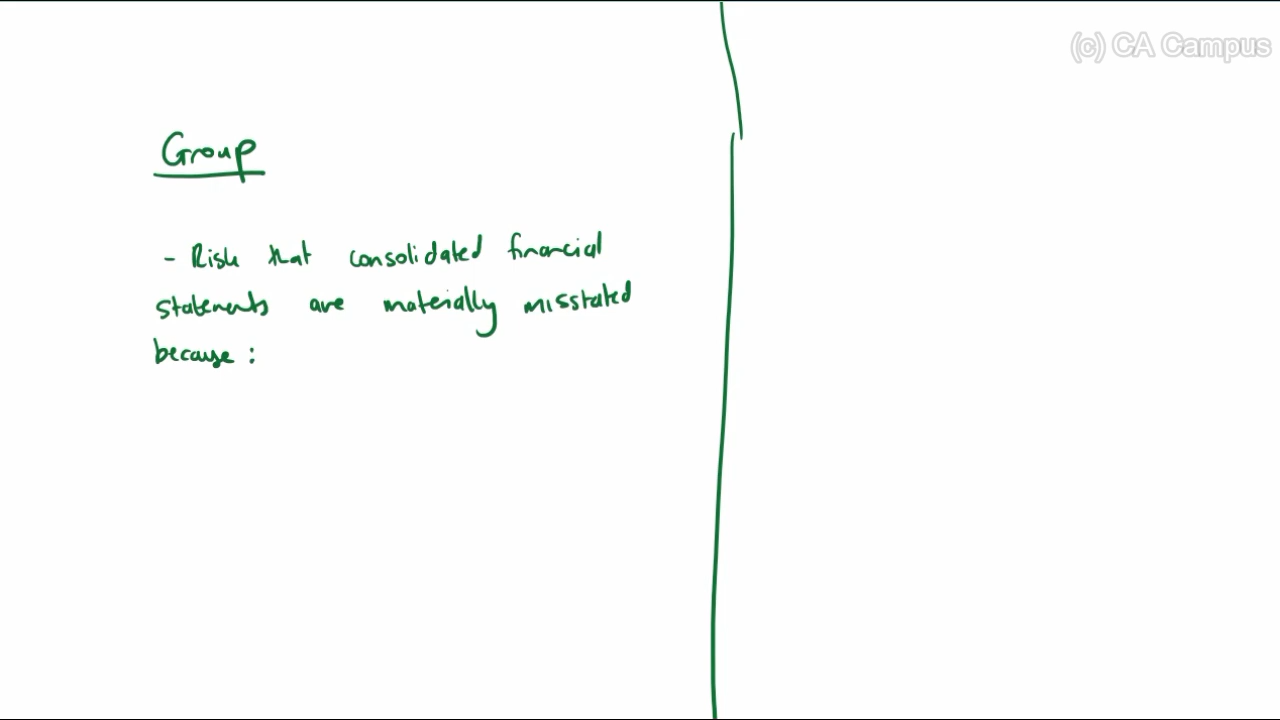 (c) CA Campus
Group
- Risk that consolidated financial
statements are materially misstated
because :